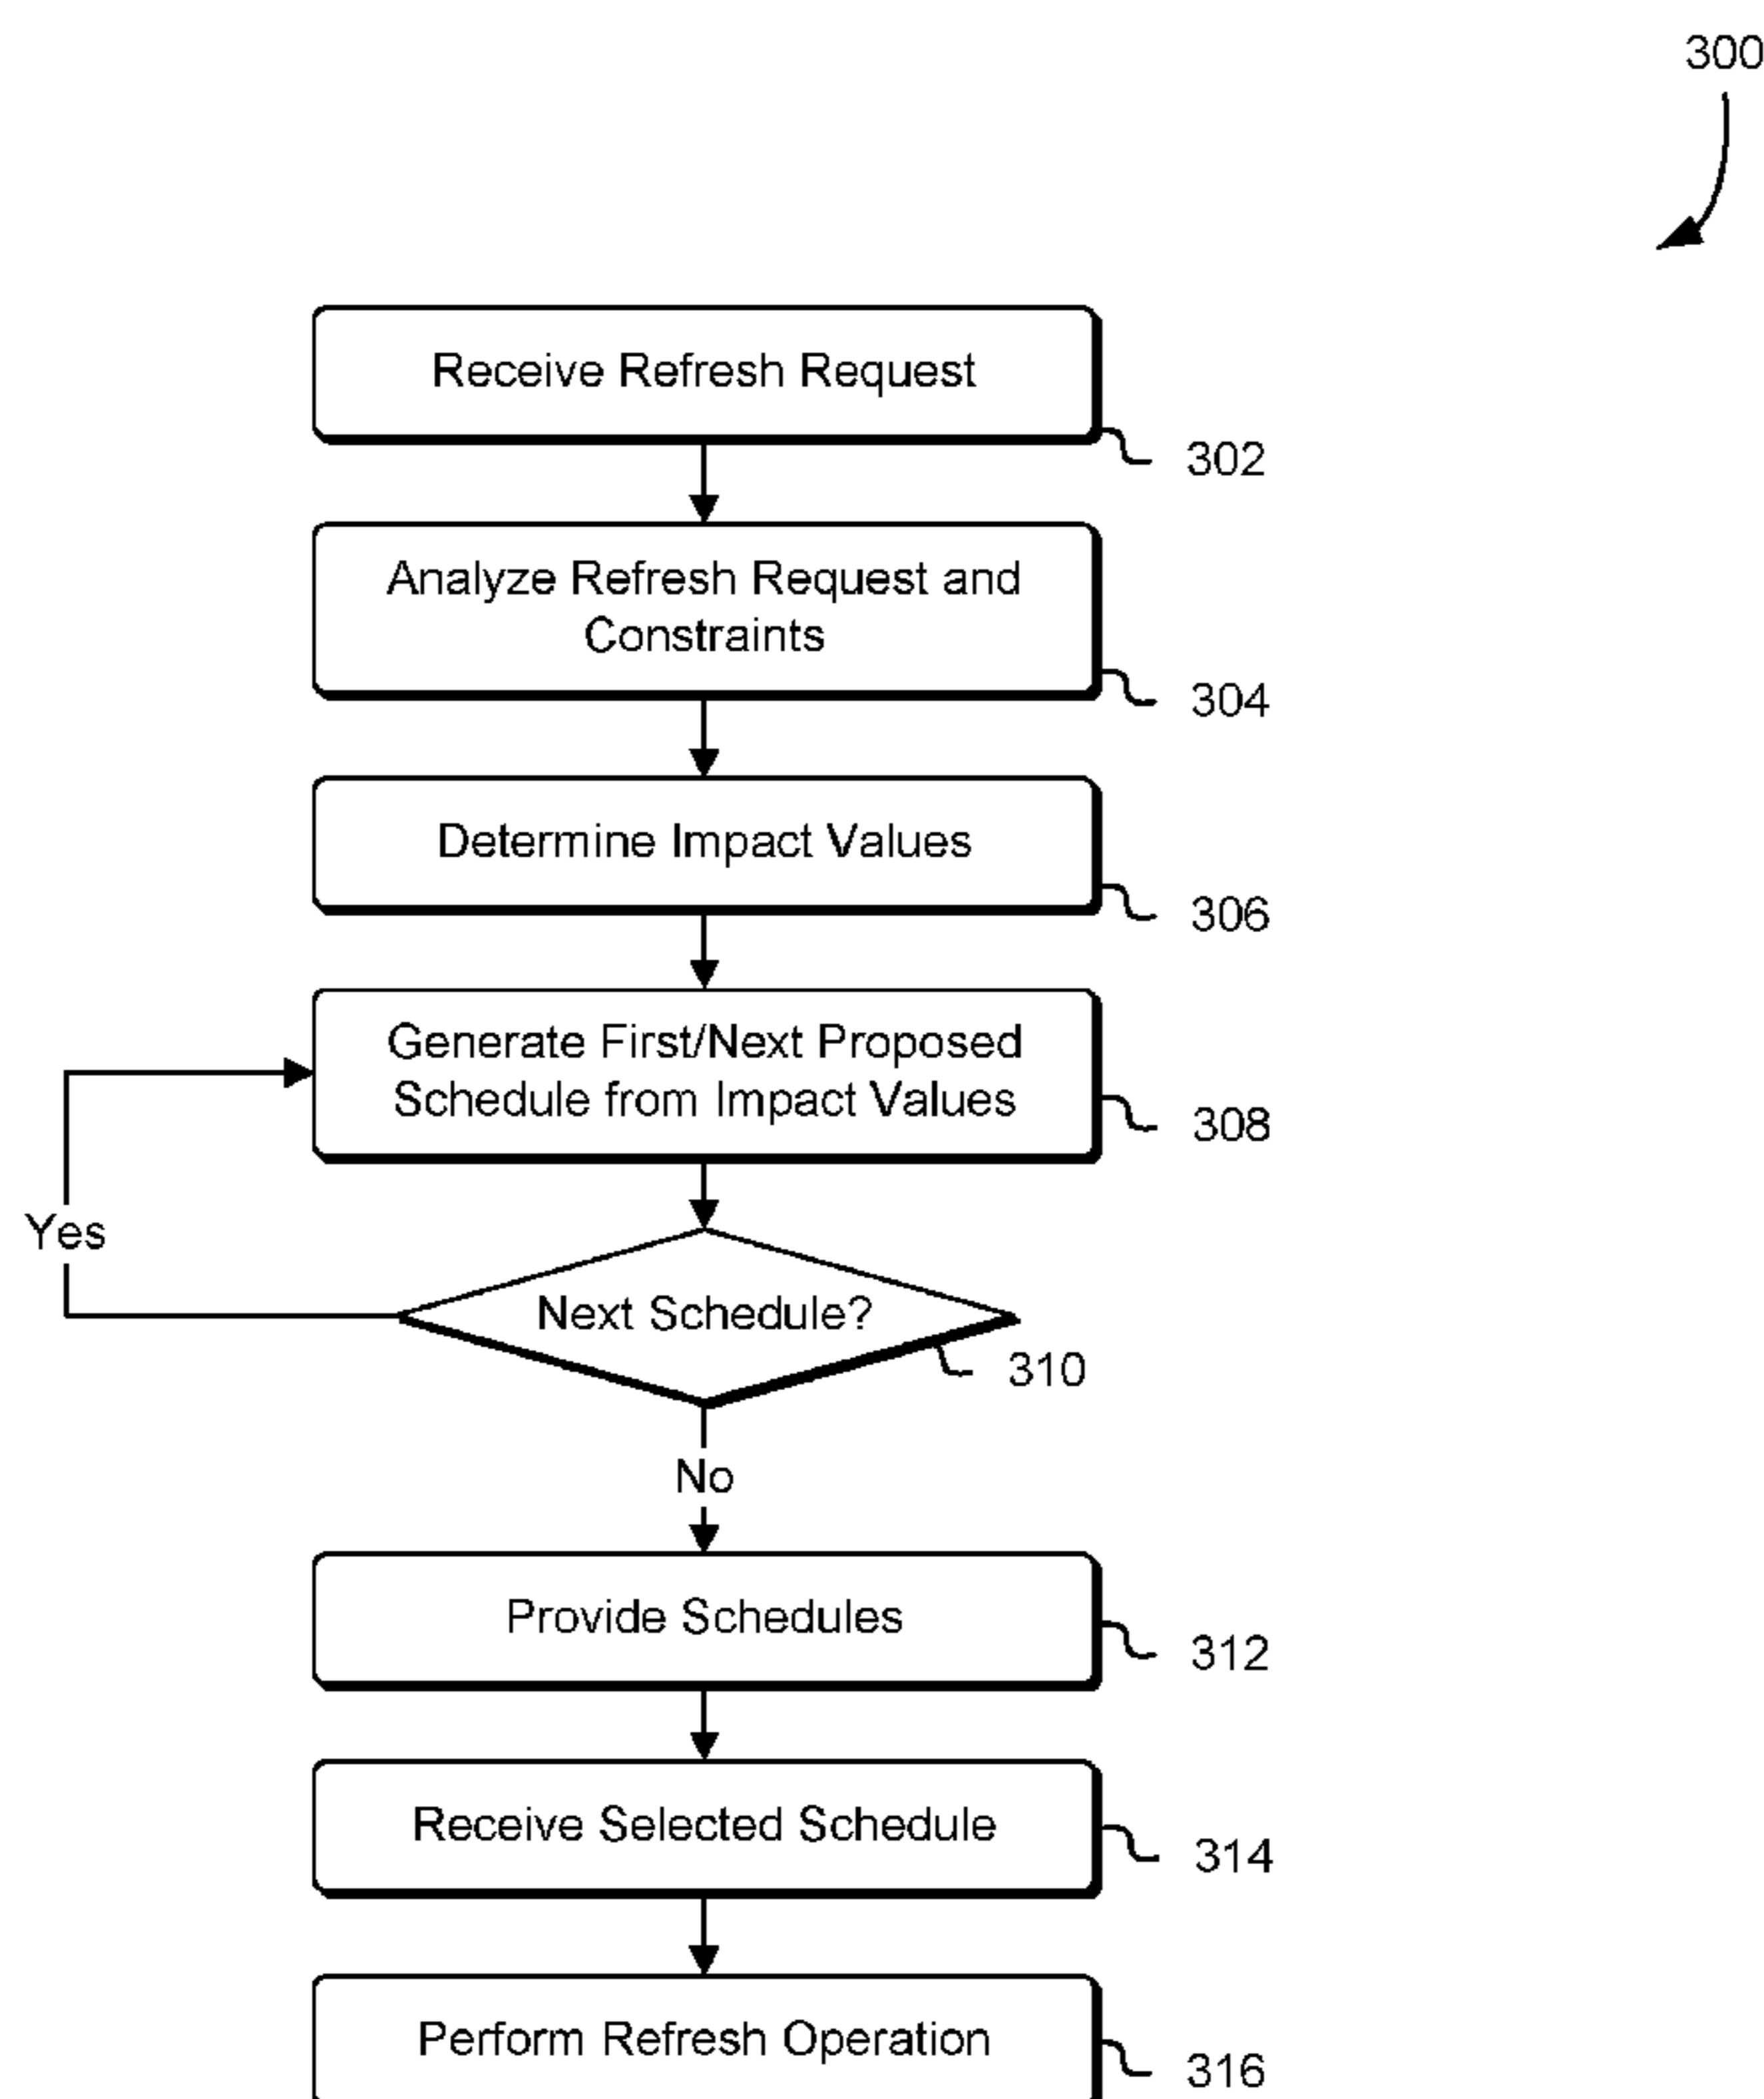 300
Receive Refresh Request
302
Analyze Refresh Request and
Constraints
304
Determine Impact Values
306
Generate First/Next Proposed
Schedule from Impact Values
308
Yes
Next Schedule?
310
No
Provide Schedules
312
Receive Selected Schedule
314
Perform Refresh Operation
316